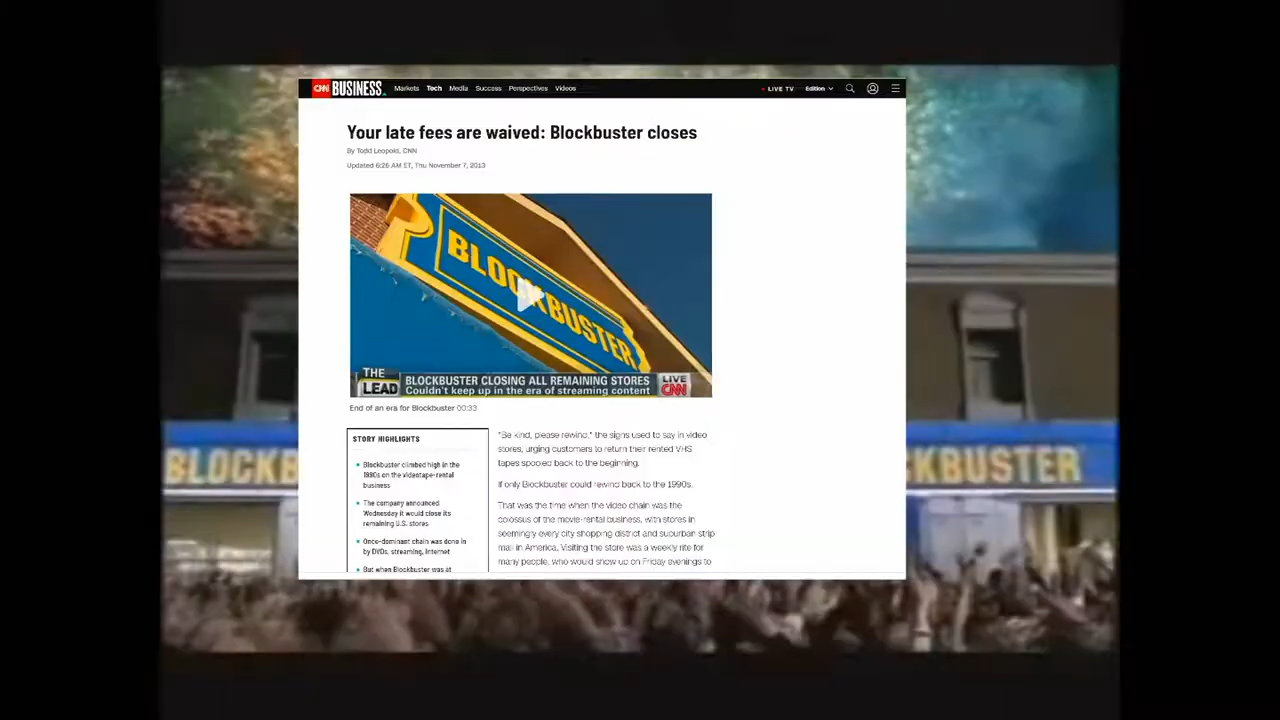 CNN BUSINESS Markets Tech Media Success Perspectives Videos LIVE TV Edition
Your late fees are waived: Blockbuster closes
By Todd Leopold, CNN
Updated 6:26 AM ET, Thu November 7, 2013
BLOCKBUSTER
THE LEAD
BLOCKBUSTER CLOSING ALL REMAINING STORES
Couldn't keep up in the era of streaming content
LIVE CNN
End of an era for Blockbuster 00:33
STORY HIGHLIGHTS
Blockbuster climbed high in the
1990s on the videotape-rental
business
The company announced
Wednesday it would close its
remaining U.S. stores
Once-dominant chain was done in
by DVDs, streaming, Internet
But when Blockbuster was at
"Be kind, please rewind," the signs used to say in video
stores, urging customers to return their rented VHS
tapes spooled back to the beginning.
If only Blockbuster could rewind back to the 1990s.
That was the time when the video chain was the
colossus of the movie-rental business, with stores in
seemingly every city shopping district and suburban strip
mall in America. Visiting the store was a weekly rite for
many people, who would show up on Friday evenings to
BLOCKB
KBUSTER